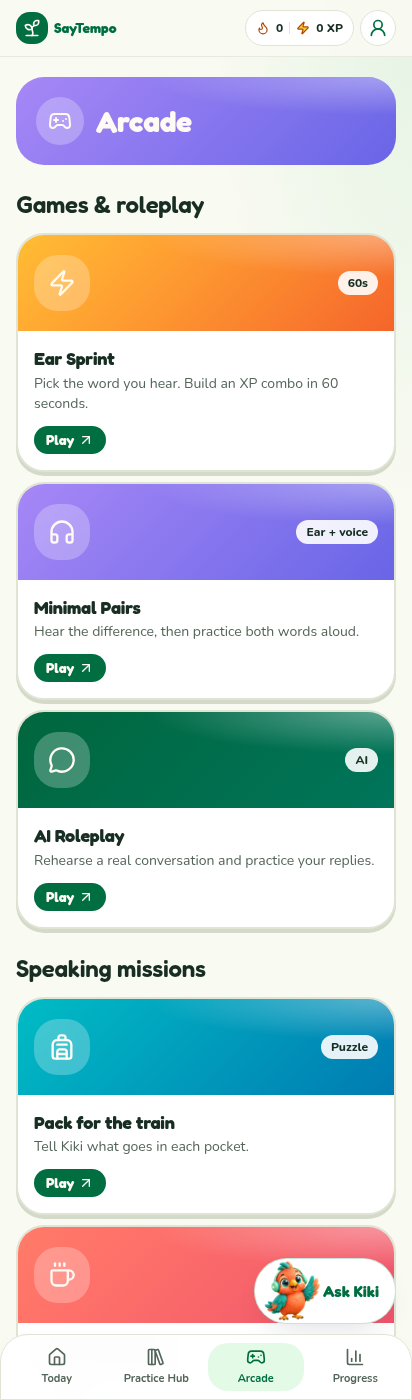 SayTempo
0
0 XP
Arcade
Games & roleplay
60s
Ear Sprint
Pick the word you hear. Build an XP combo in 60
seconds.
Play
Ear + voice
Minimal Pairs
Hear the difference, then practice both words aloud.
Play
AI
AI Roleplay
Rehearse a real conversation and practice your replies.
Play
Speaking missions
Puzzle
Pack for the train
Tell Kiki what goes in each pocket.
Play
Ask Kiki
Today
Practice Hub
Arcade
Progress